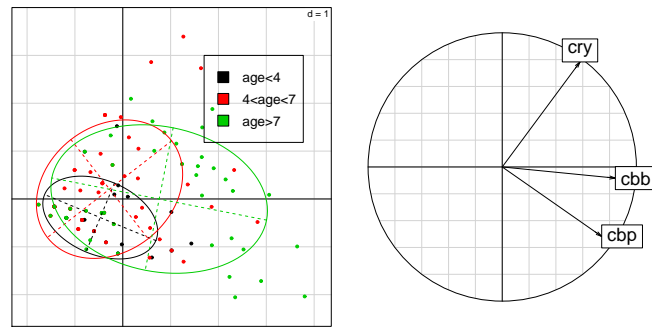 d = 1
age<4
4<age<7
age>7
cry
cbb
cbp